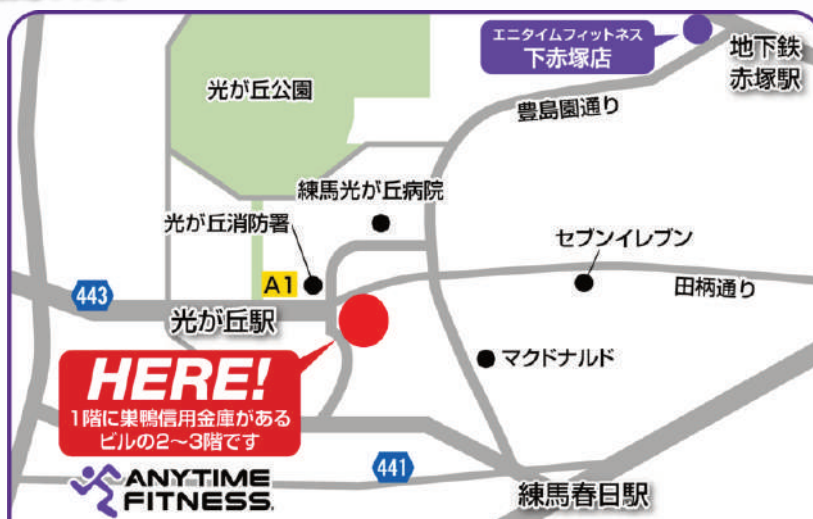 エニタイムフィットネス
下赤塚店
地下鉄
赤塚駅
光が丘公園
豊島園通り
練馬光が丘病院
光が丘消防署
セブンイレブン
A1
443
田柄通り
光が丘駅
HERE!
マクドナルド
1階に巣鴨信用金庫がある
ビルの2〜3階です
441
ANYTIME
FITNESS.
練馬春日駅